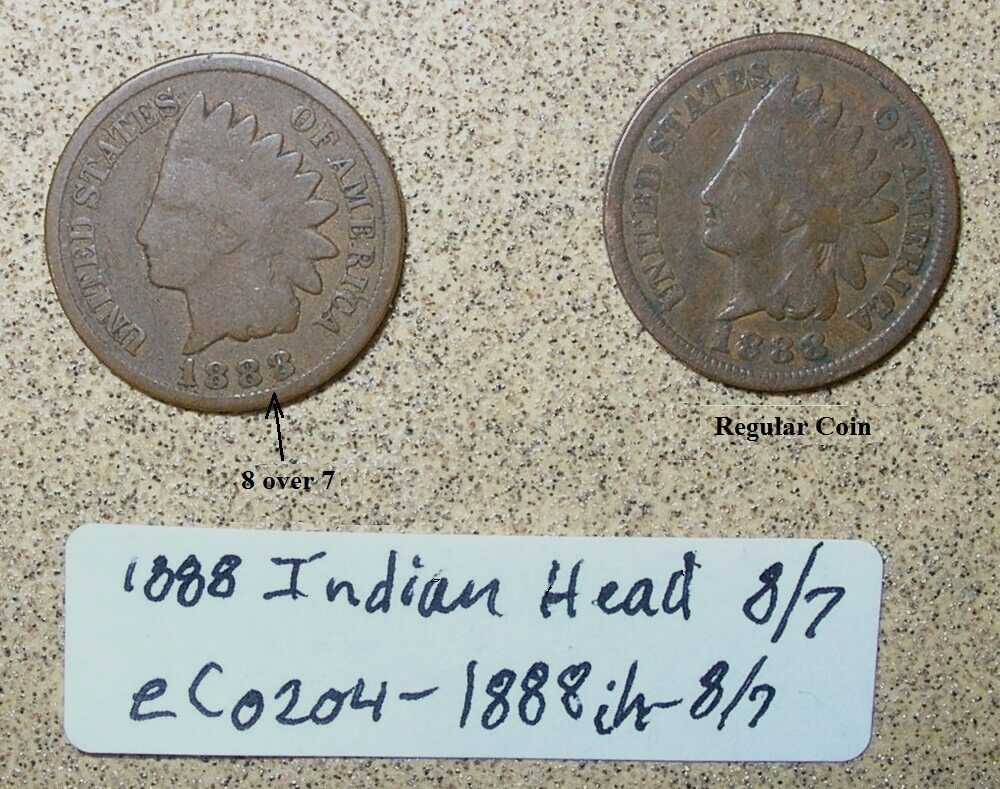 UNITED STATES OF AMERICA
1888
UNITED STATES OF AMERICA
1888
Regular Coin
8 over 7
1888 Indian Head 8/7
eC0204-1888ih-8/7